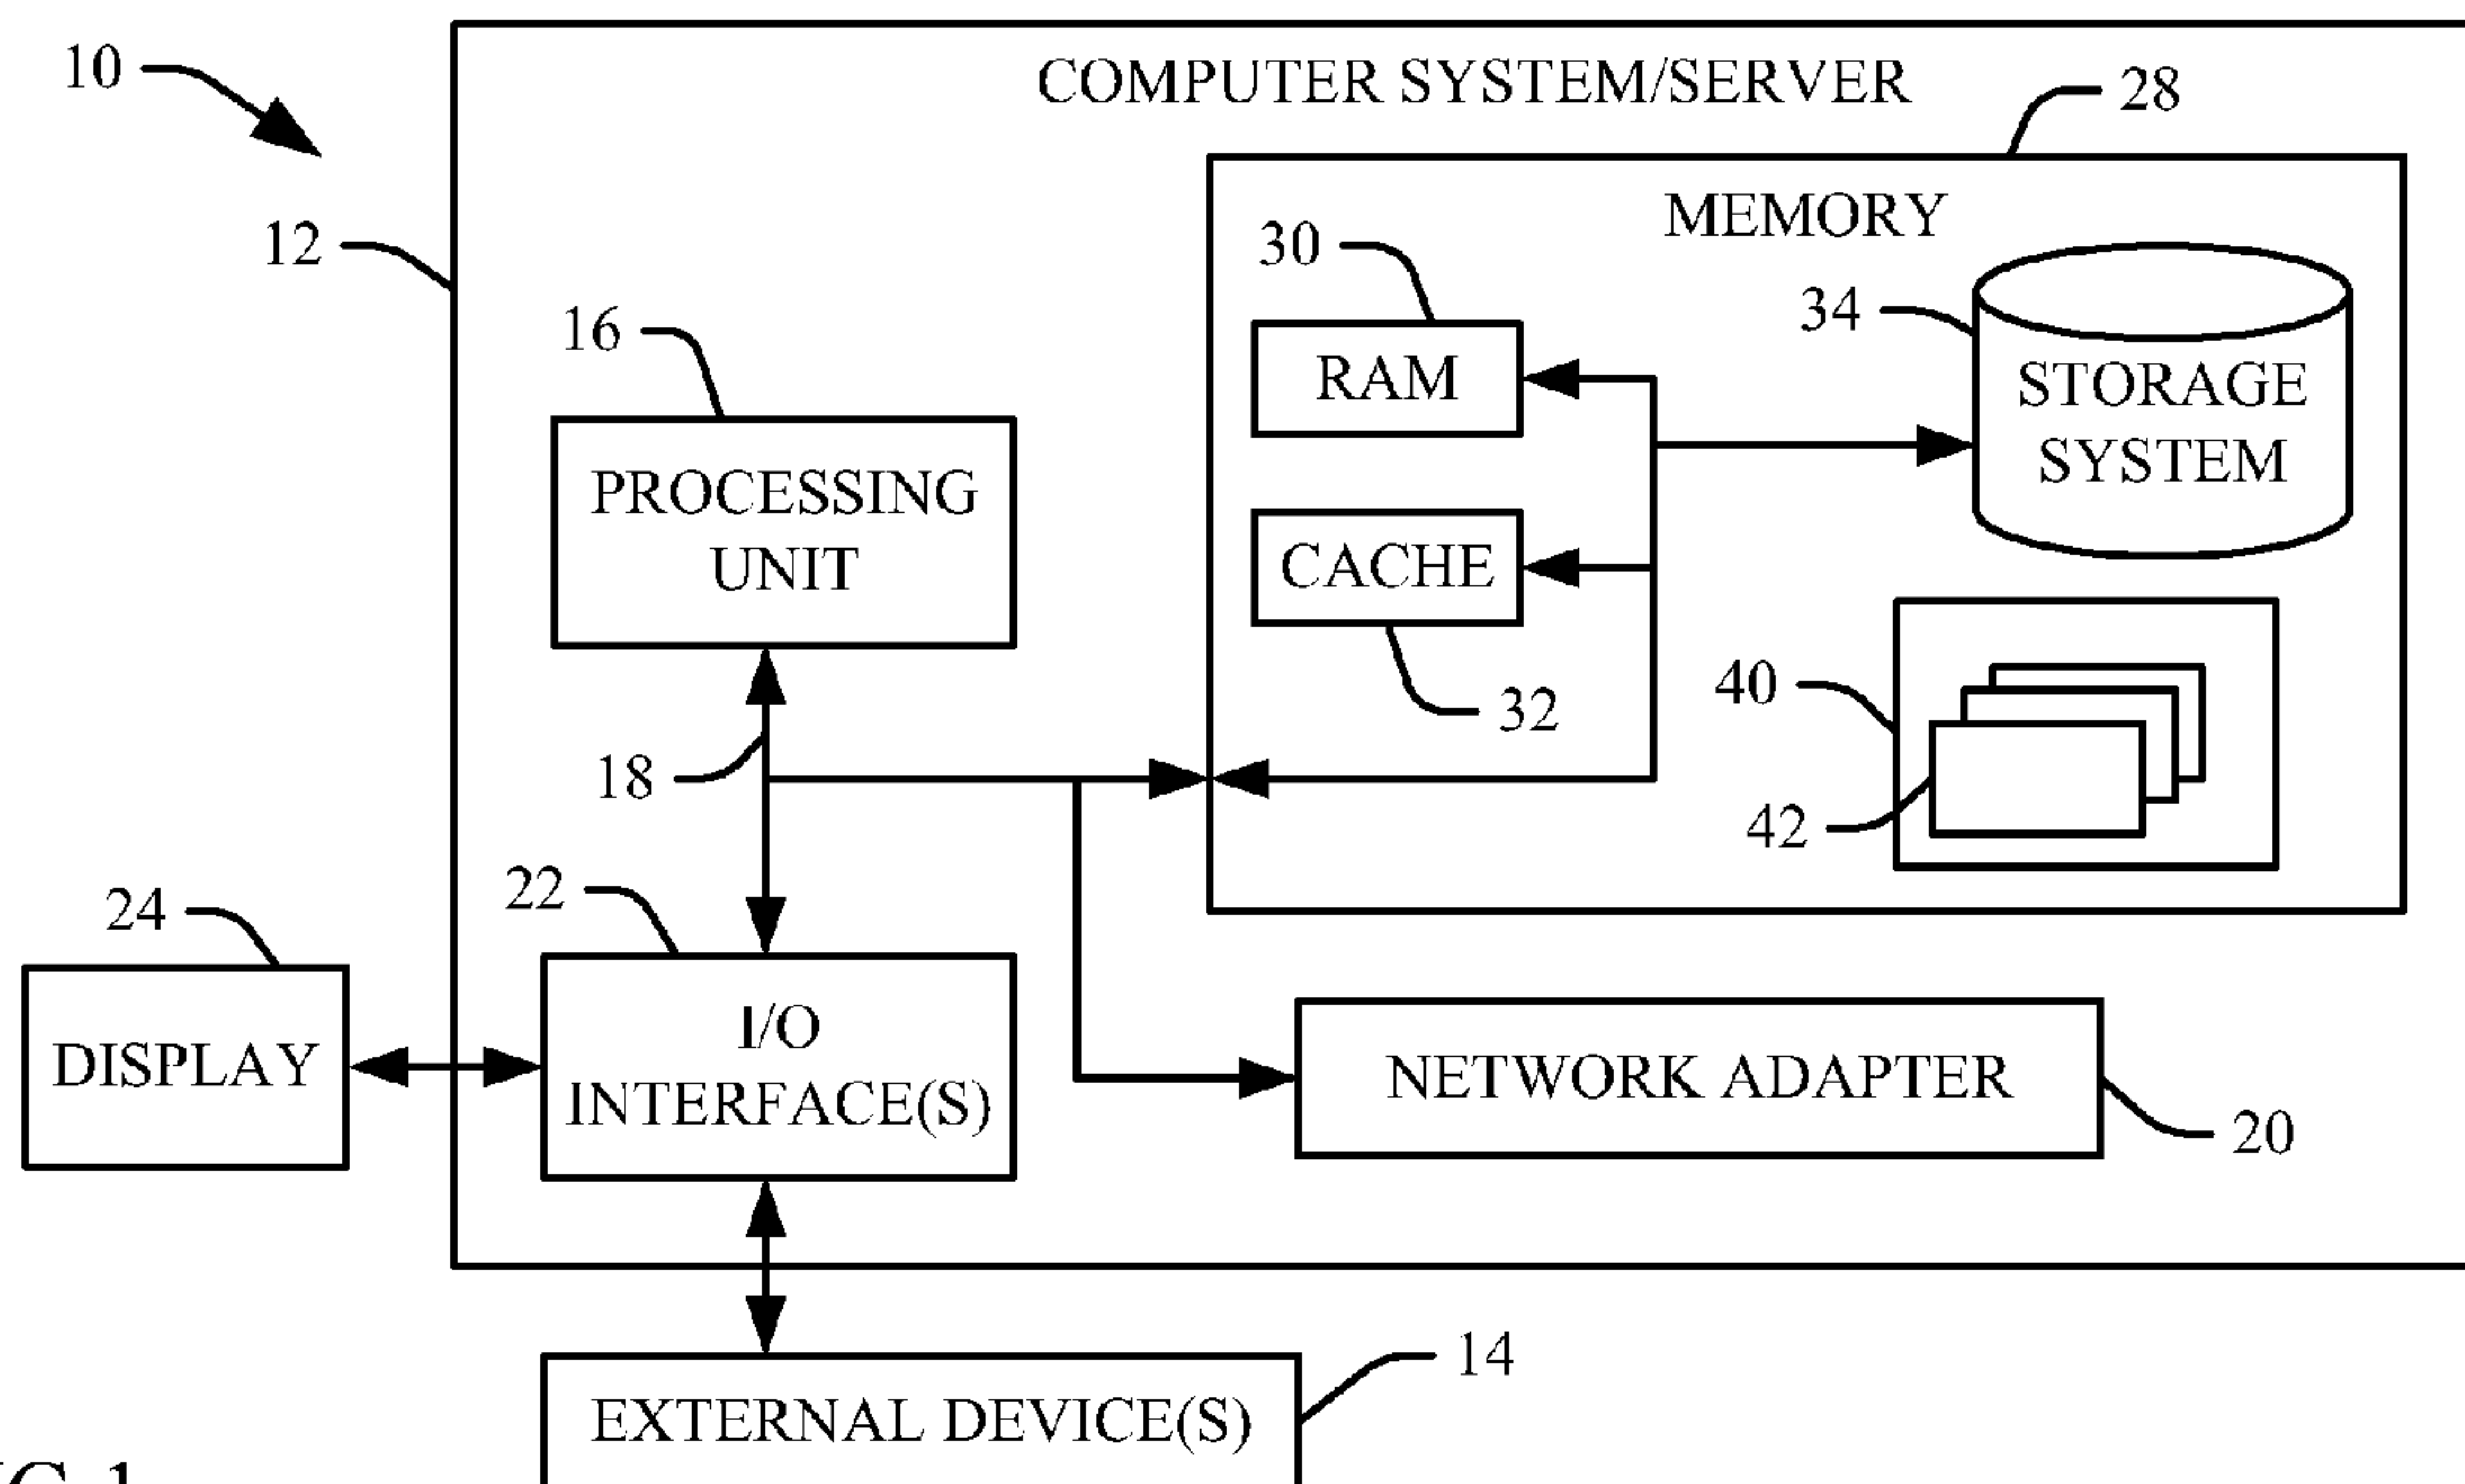 10
COMPUTER SYSTEM/SERVER
28
12
MEMORY
30
34
16
RAM
STORAGE
SYSTEM
PROCESSING
UNIT
CACHE
40
32
18
42
22
24
I/O
INTERFACE(S)
DISPLAY
NETWORK ADAPTER
20
14
EXTERNAL DEVICE(S)